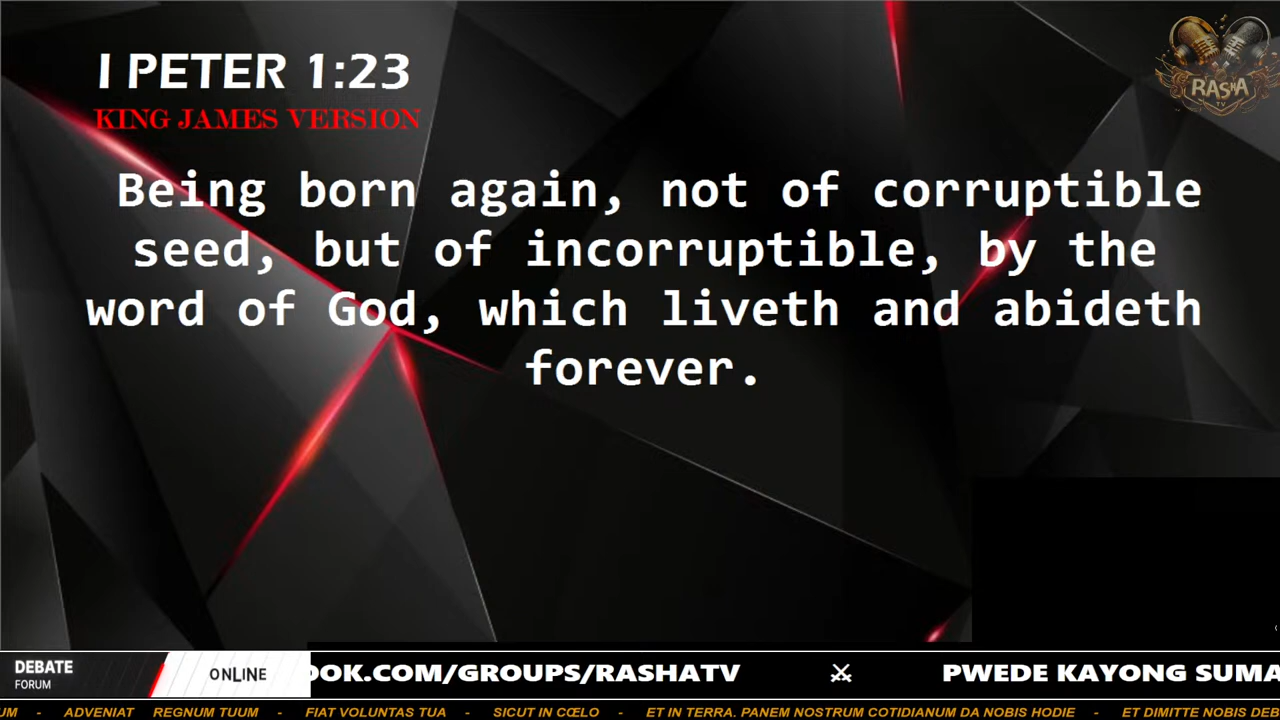 I PETER 1:23
KING JAMES VERSION
RASHA
TV
Being born again, not of corruptible
seed, but of incorruptible, by the
word of God, which liveth and abideth
forever.
DEBATE
FORUM
ONLINE
OOK.COM/GROUPS/RASHATV ⚔ PWEDE KAYONG SUMA
UM - ADVENIAT REGNUM TUUM - FIAT VOLUNTAS TUA - SICUT IN CŒLO - ET IN TERRA. PANEM NOSTRUM COTIDIANUM DA NOBIS HODIE - ET DIMITTE NOBIS DEB